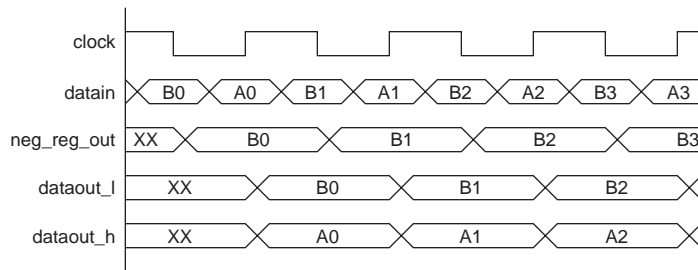 clock
datain B0 A0 B1 A1 B2 A2 B3 A3
neg_reg_out XX B0 B1 B2 B3
dataout_l XX B0 B1 B2
dataout_h XX A0 A1 A2